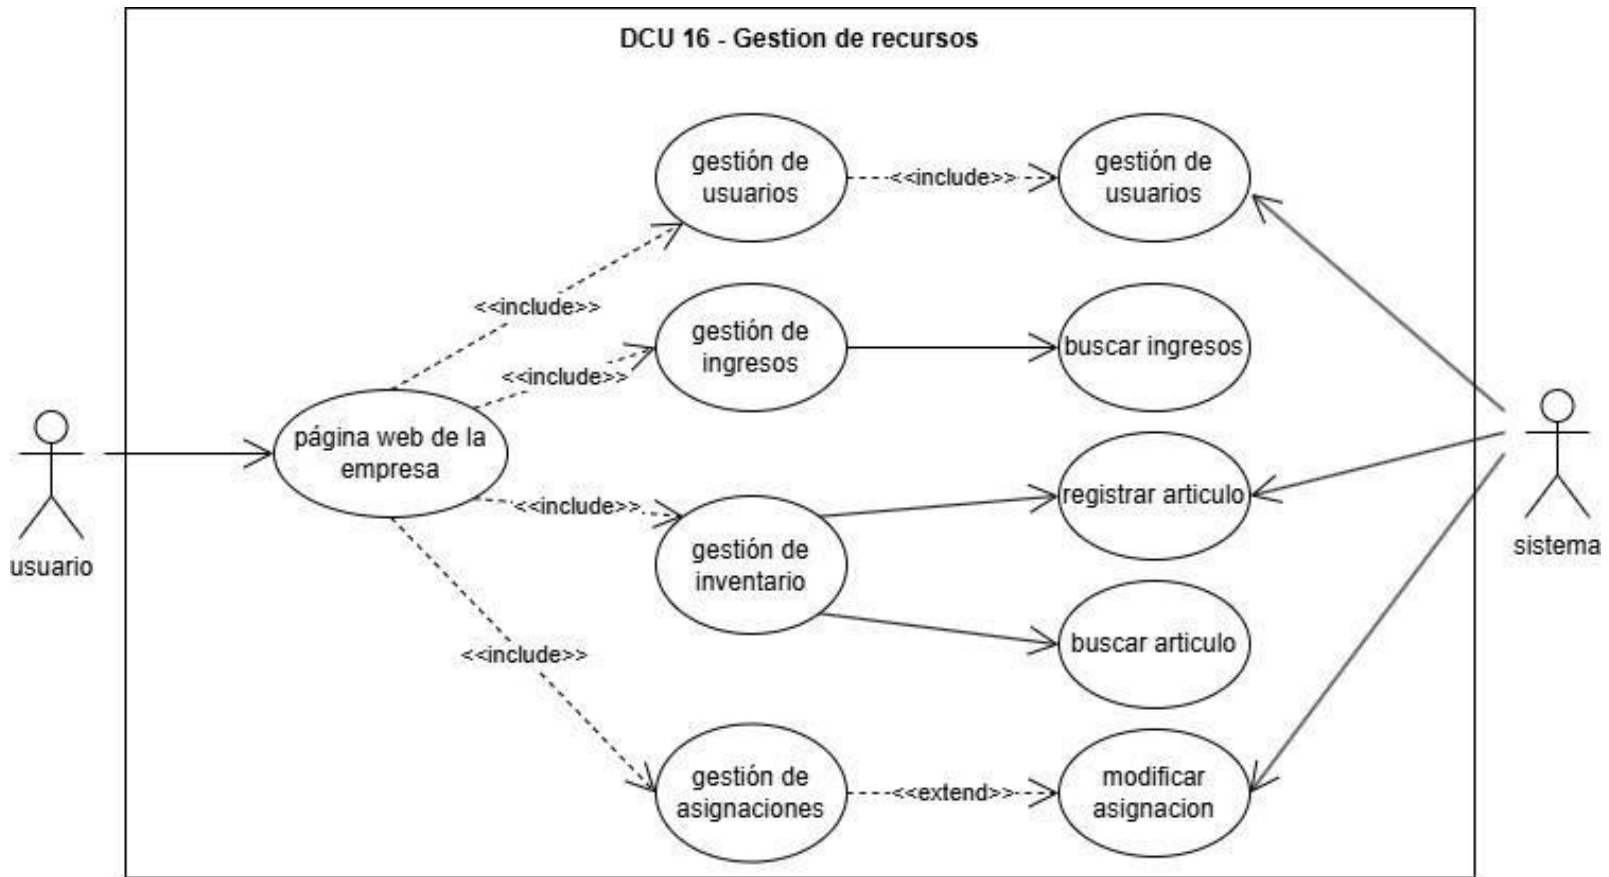 DCU 16 - Gestion de recursos
gestión de
usuarios
<<include>>
gestión de
usuarios
<<include>>
gestión de
ingresos
buscar ingresos
<<include>>
página web de la
empresa
usuario
<<include>>
gestión de
inventario
registrar articulo
buscar articulo
sistema
<<include>>
gestión de
asignaciones
<<extend>>
modificar
asignacion